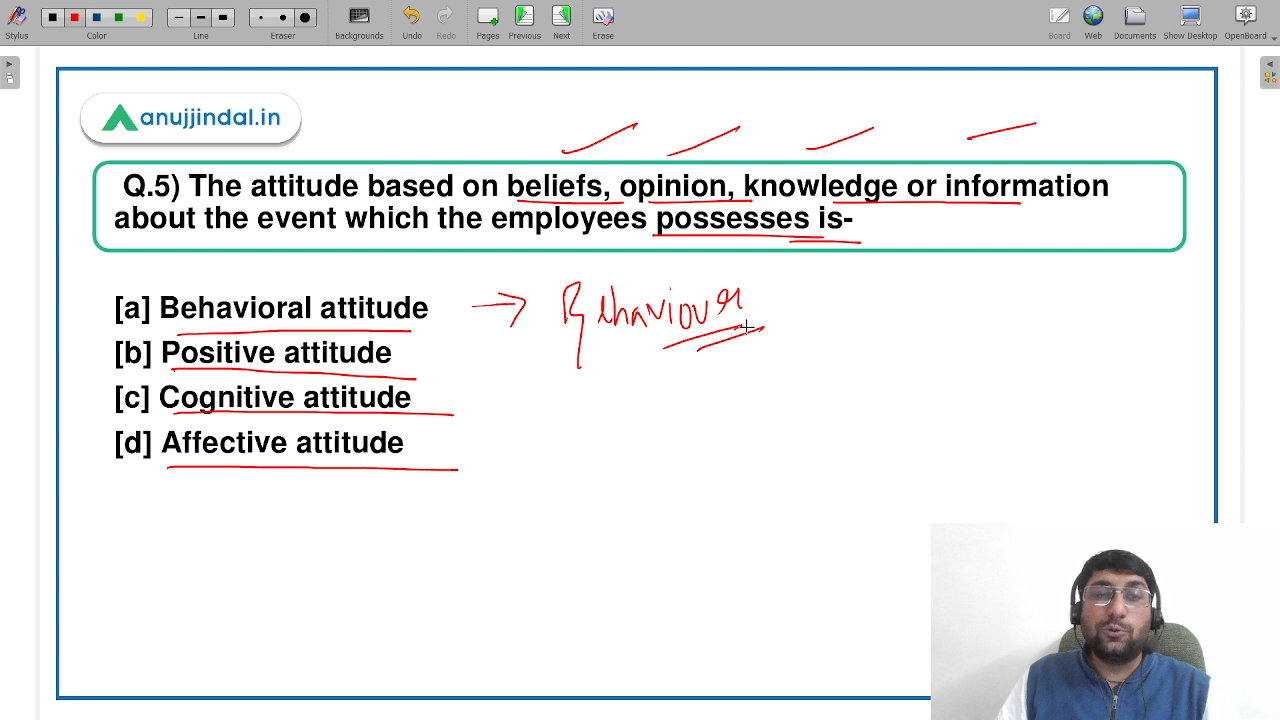 Stylus Color Line Eraser Backgrounds Undo Redo Pages Previous Next Erase Board Web Documents Show Desktop OpenBoard
anujjindal.in
Q.5) The attitude based on beliefs, opinion, knowledge or information
about the event which the employees possesses is-
[a] Behavioral attitude
Behaviour
[b] Positive attitude
[c] Cognitive attitude
[d] Affective attitude